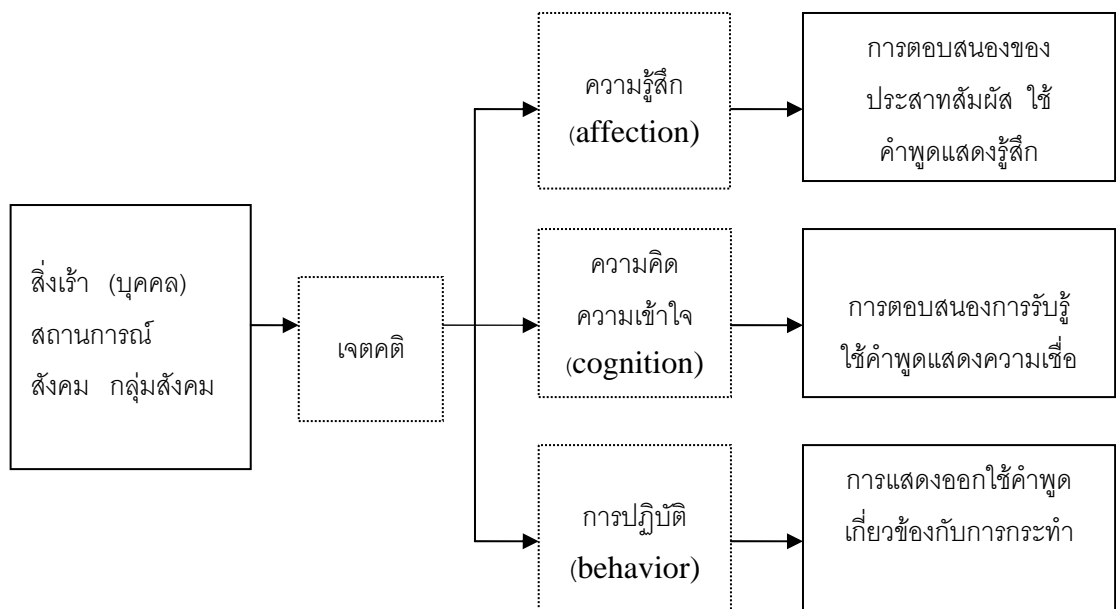 สิ่งเร้า (บุคคล)
สถานการณ์
สังคม กลุ่มสังคม
เจตคติ
ความรู้สึก
(affection)
การตอบสนองของ
ประสาทสัมผัส ใช้
คำพูดแสดงรู้สึก
ความคิด
ความเข้าใจ
(cognition)
การตอบสนองการรับรู้
ใช้คำพูดแสดงความเชื่อ
การปฏิบัติ
(behavior)
การแสดงออกใช้คำพูด
เกี่ยวข้องกับการกระทำ